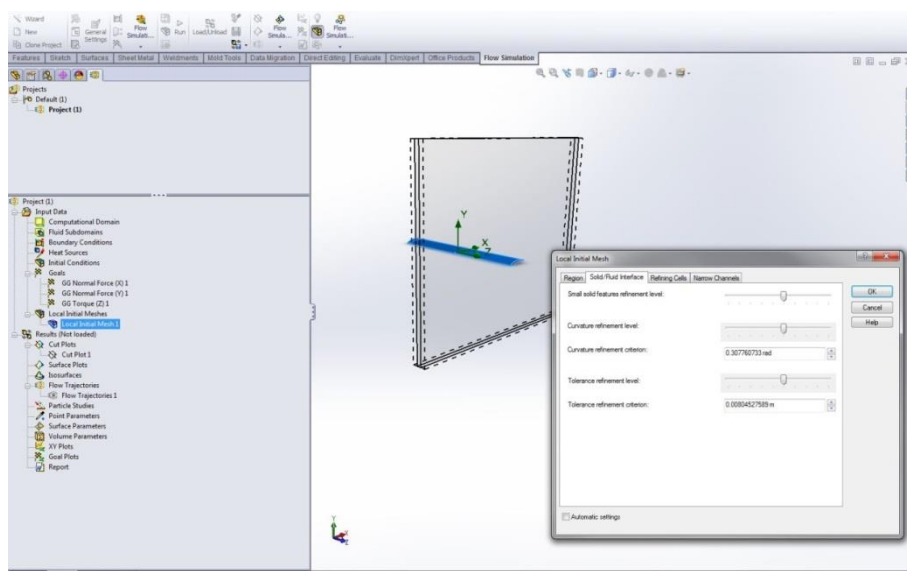 Wizard
New
Clone Project
General Settings
Flow Simulati...
Run
Load/Unload
Flow Simula...
Flow Simulati...
Features Sketch Surfaces Sheet Metal Weldments Mold Tools Data Migration Direct Editing Evaluate DimXpert Office Products Flow Simulation
Projects
Default (1)
Project (1)
Project (1)
Input Data
Computational Domain
Fluid Subdomains
Boundary Conditions
Heat Sources
Initial Conditions
Goals
GG Normal Force (X) 1
GG Normal Force (Y) 1
GG Torque (Z) 1
Local Initial Meshes
Local Initial Mesh 1
Results (Not loaded)
Cut Plots
Cut Plot 1
Surface Plots
Isosurfaces
Flow Trajectories
Flow Trajectories 1
Particle Studies
Point Parameters
Surface Parameters
Volume Parameters
XY Plots
Goal Plots
Report
Y
X
Z
Local Initial Mesh
Region Solid/Fluid Interface Refining Cells Narrow Channels
Small solid features refinement level:
Curvature refinement level:
Curvature refinement criterion: 0.307760733 rad
Tolerance refinement level:
Tolerance refinement criterion: 0.00804527589 m
Automatic settings
OK
Cancel
Help
Y